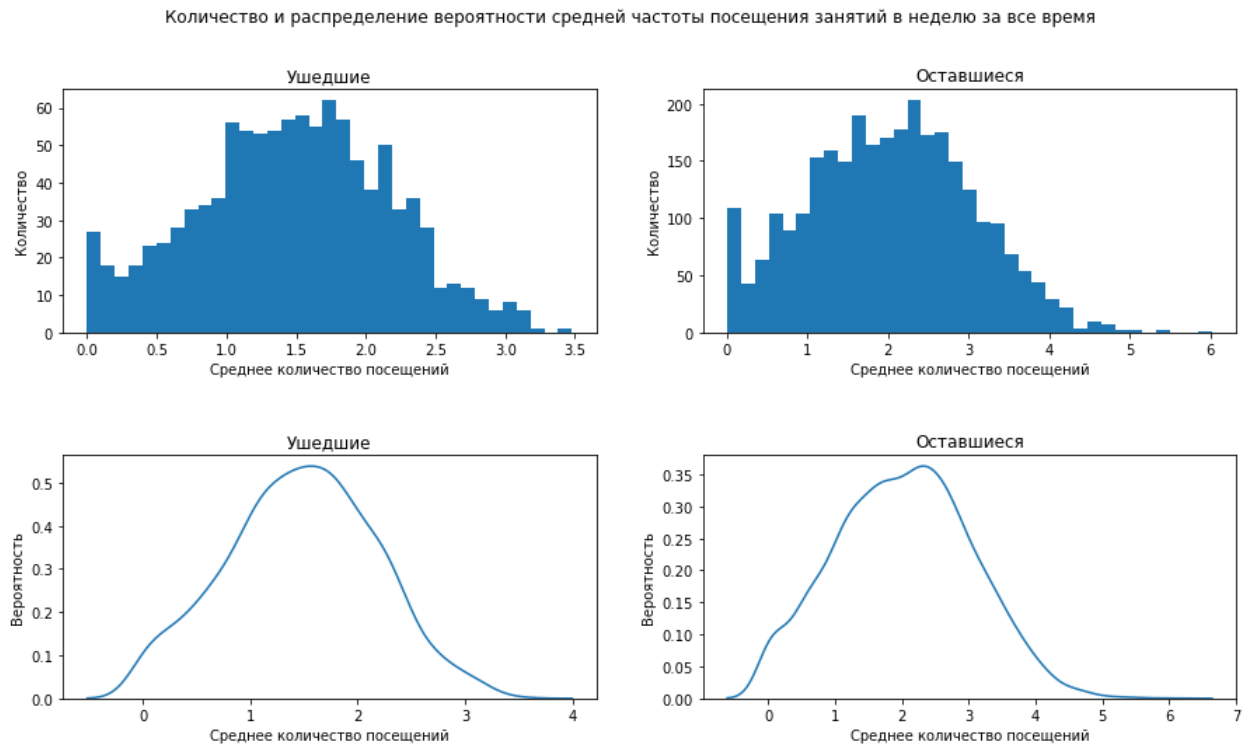 Количество и распределение вероятности средней частоты посещения занятий в неделю за все время
Ушедшие
60
50
40
30
20
10
0
Количество
0.0 0.5 1.0 1.5 2.0 2.5 3.0 3.5
Среднее количество посещений
Оставшиеся
200
150
100
50
0
Количество
0 1 2 3 4 5 6
Среднее количество посещений
Ушедшие
0.5
0.4
0.3
0.2
0.1
0.0
Вероятность
0 1 2 3 4
Среднее количество посещений
Оставшиеся
0.35
0.30
0.25
0.20
0.15
0.10
0.05
0.00
Вероятность
0 1 2 3 4 5 6 7
Среднее количество посещений